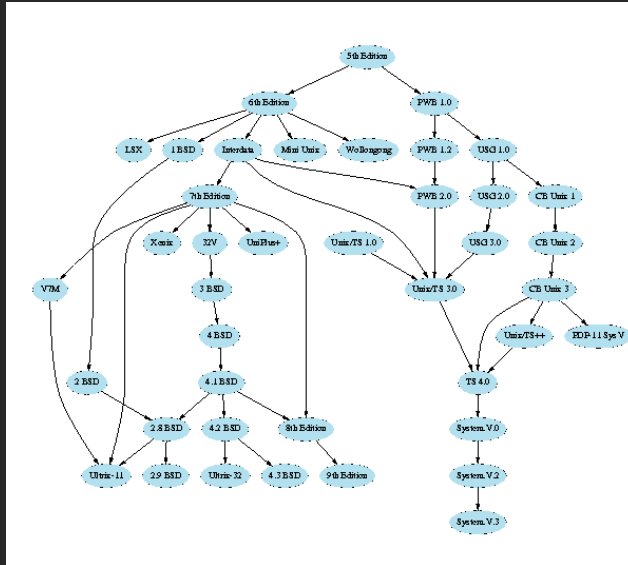 5th Edition
6th Edition
PWB 1.0
LSX
1 BSD
Interdata
Mini Unix
Wollongong
PWB 1.2
USG 1.0
7th Edition
PWB 2.0
USG 2.0
CB Unix 1
Xenix
32V
UniPlus+
Unix/TS 1.0
USG 3.0
CB Unix 2
V7M
3 BSD
Unix/TS 3.0
CB Unix 3
4 BSD
Unix/TS++
PDP-11 Sys V
2 BSD
4.1 BSD
TS 4.0
2.8 BSD
4.2 BSD
8th Edition
System V.0
Ultrix-11
2.9 BSD
Ultrix-32
4.3 BSD
9th Edition
System V.2
System V.3